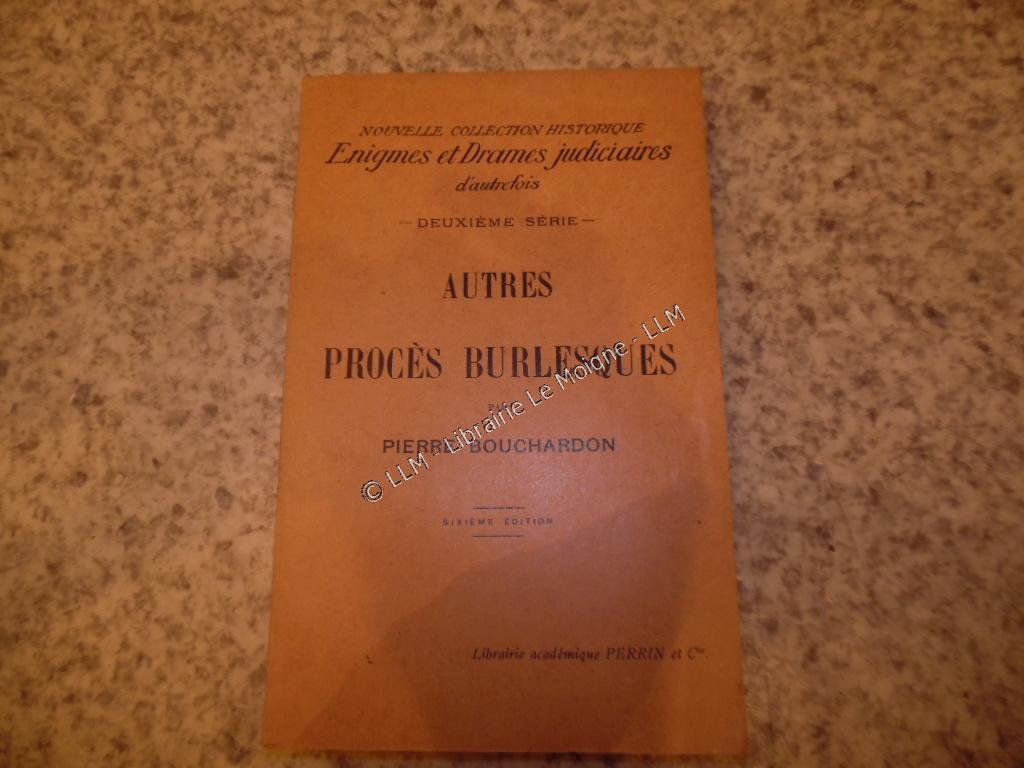 NOUVELLE COLLECTION HISTORIQUE
Enigmes et Drames judiciaires
d'autrefois
— DEUXIÈME SÉRIE —
AUTRES
PROCÈS BURLESQUES
PAR
PIERRE BOUCHARDON
© LLM - Librairie Le Moigne - LLM
SIXIÈME ÉDITION
Librairie académique PERRIN et Cie.